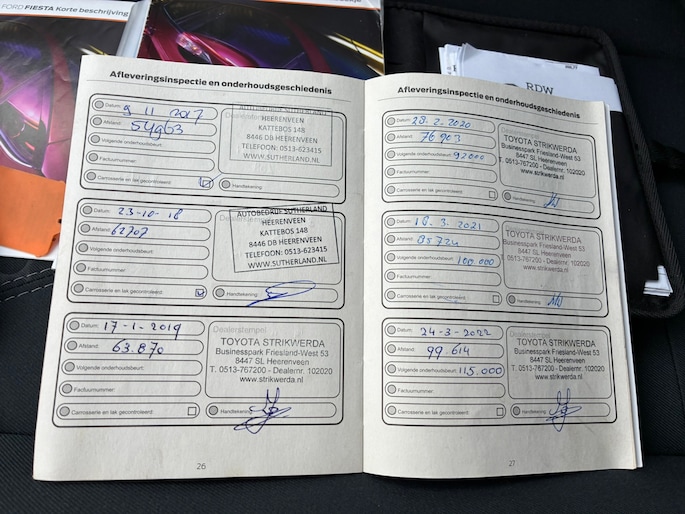 FORD FIESTA Korte beschrijving
RDW
Afleveringsinspectie en onderhoudsgeschiedenis
Datum: 9 11 2017
Afstand: 54963
Volgende onderhoudsbeurt:
Factuurnummer:
Carrosserie en lak gecontroleerd:
AUTOBEDRIJF SUTHERLAND
HEERENVEEN
KATTEBOS 148
8446 DB HEERENVEEN
TELEFOON: 0513-623415
WWW.SUTHERLAND.NL
Handtekening:
Datum: 23-10-18
Afstand: 62707
Volgende onderhoudsbeurt:
Factuurnummer:
Carrosserie en lak gecontroleerd:
Dealerstempel
AUTOBEDRIJF SUTHERLAND
HEERENVEEN
KATTEBOS 148
8446 DB HEERENVEEN
TELEFOON: 0513-623415
WWW.SUTHERLAND.NL
Handtekening:
Datum: 17-1-2019
Afstand: 63.870
Volgende onderhoudsbeurt:
Factuurnummer:
Carrosserie en lak gecontroleerd:
Dealerstempel
TOYOTA STRIKWERDA
Businesspark Friesland-West 53
8447 SL Heerenveen
T. 0513-767200 - Dealernr. 102020
www.strikwerda.nl
Handtekening:
26
Afleveringsinspectie en onderhoudsgeschiedenis
Datum: 28-2-2020
Afstand: 76903
Volgende onderhoudsbeurt: 92000
Factuurnummer:
Carrosserie en lak gecontroleerd:
TOYOTA STRIKWERDA
Businesspark Friesland-West 53
8447 SL Heerenveen
T. 0513-767200 - Dealernr. 102020
www.strikwerda.nl
Handtekening:
Datum: 18-3-2021
Afstand: 85724
Volgende onderhoudsbeurt: 100.000
Factuurnummer:
Carrosserie en lak gecontroleerd:
Dealerstempel
TOYOTA STRIKWERDA
Businesspark Friesland-West 53
8447 SL Heerenveen
T. 0513-767200 - Dealernr. 102020
www.strikwerda.nl
Handtekening:
Datum: 24-3-2022
Afstand: 99.614
Volgende onderhoudsbeurt: 115.000
Factuurnummer:
Carrosserie en lak gecontroleerd:
Dealerstempel
TOYOTA STRIKWERDA
Businesspark Friesland-West 53
8447 SL Heerenveen
T. 0513-767200 - Dealernr. 102020
www.strikwerda.nl
Handtekening:
27